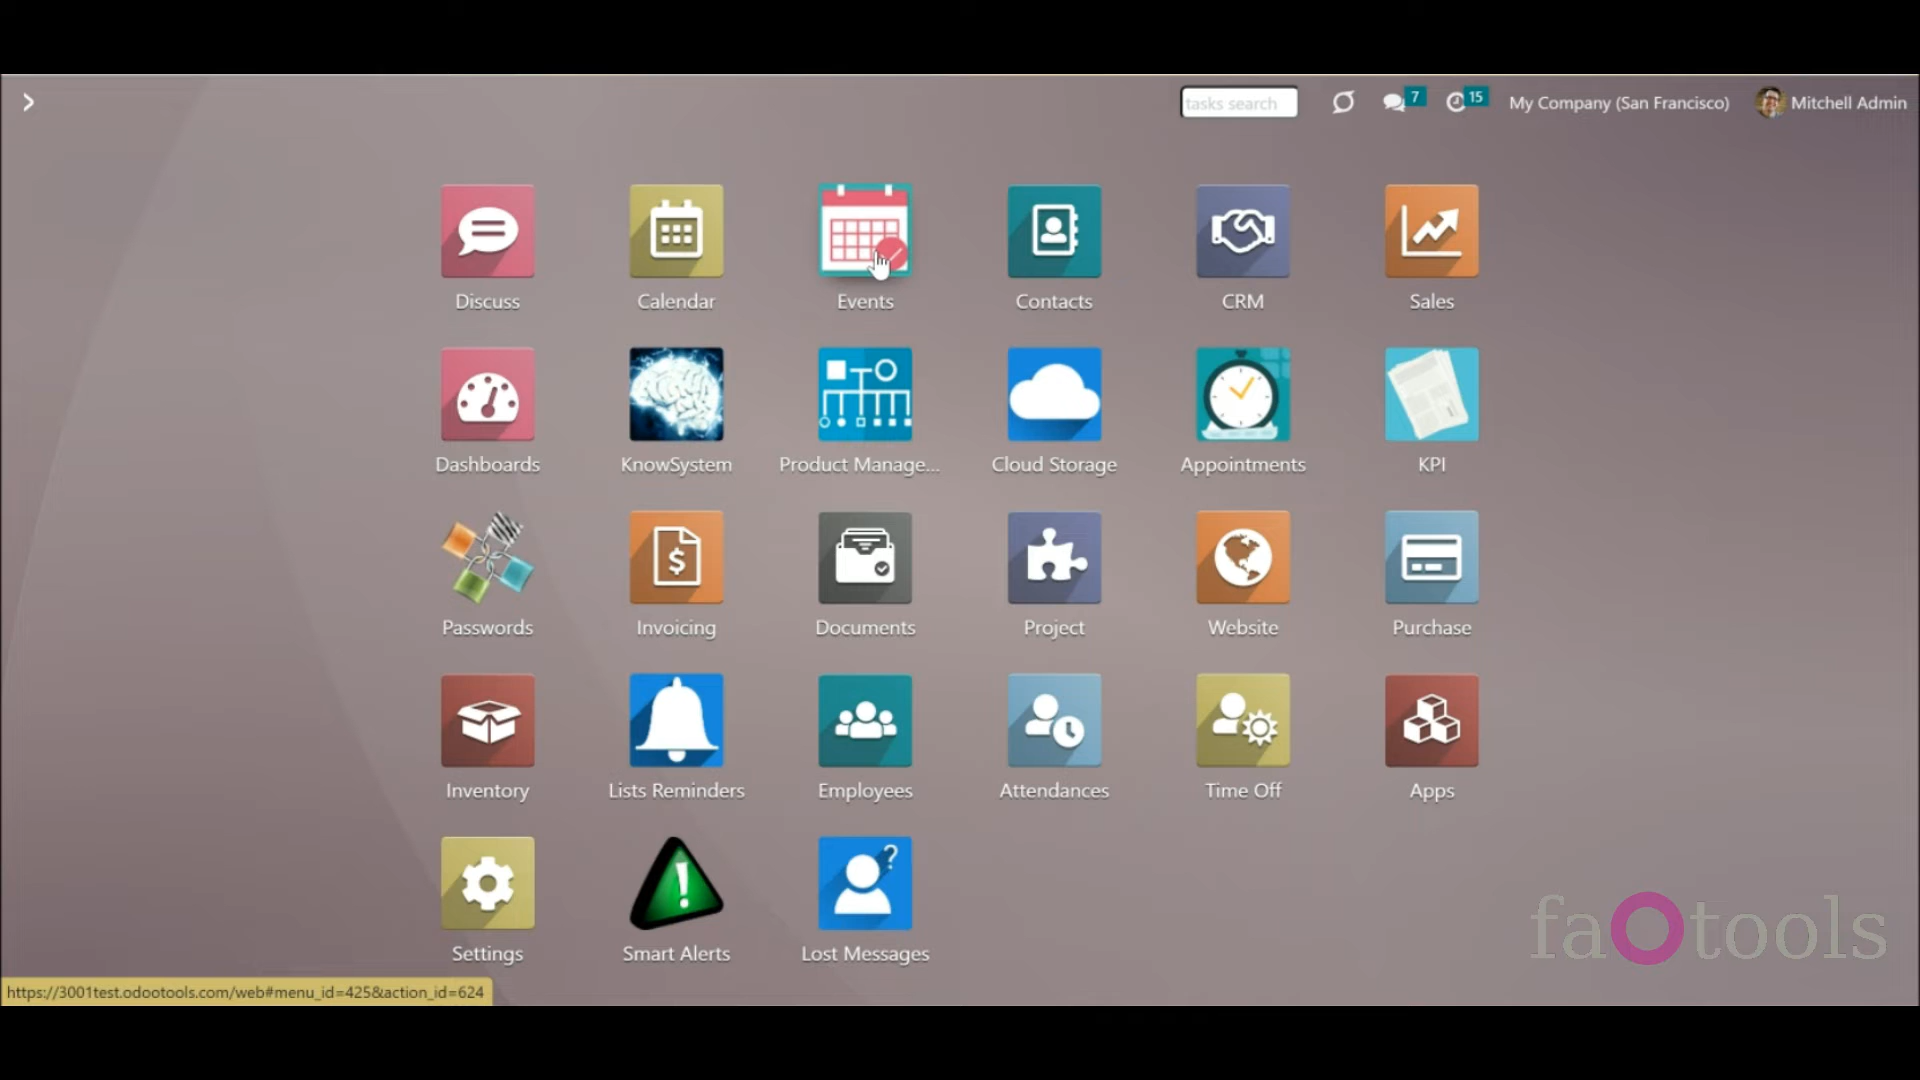 tasks search 7 15 My Company (San Francisco) Mitchell Admin
Discuss Calendar Events Contacts CRM Sales
Dashboards KnowSystem Product Manage... Cloud Storage Appointments KPI
Passwords Invoicing Documents Project Website Purchase
Inventory Lists Reminders Employees Attendances Time Off Apps
Settings Smart Alerts Lost Messages
faOtools
https://3001test.odootools.com/web#menu_id=425&action_id=624